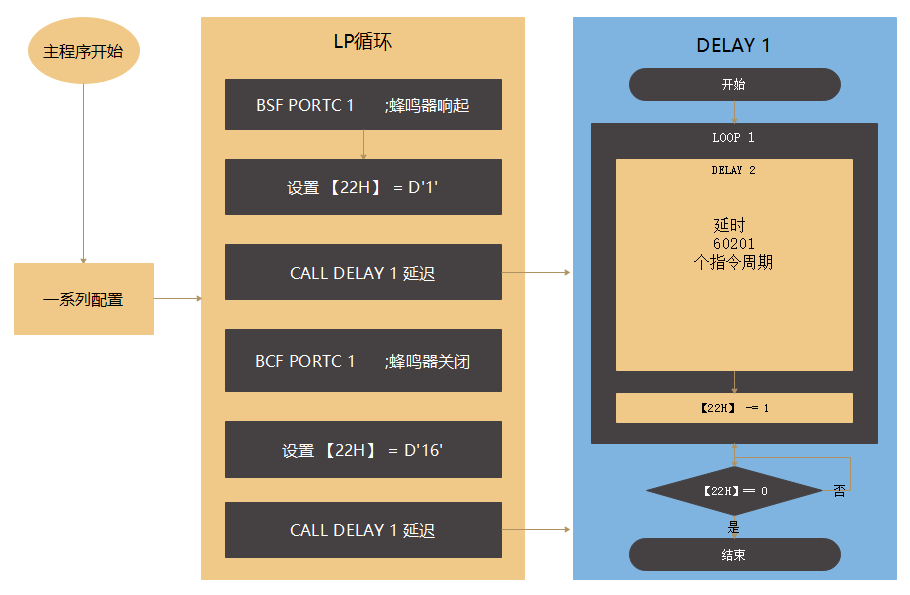 主程序开始
一系列配置
LP循环
BSF PORTC 1 ;蜂鸣器响起
设置 【22H】 = D'1'
CALL DELAY 1 延迟
BCF PORTC 1 ;蜂鸣器关闭
设置 【22H】 = D'16'
CALL DELAY 1 延迟
DELAY 1
开始
LOOP 1
DELAY 2
延时
60201
个指令周期
【22H】 -= 1
【22H】== 0
否
是
结束